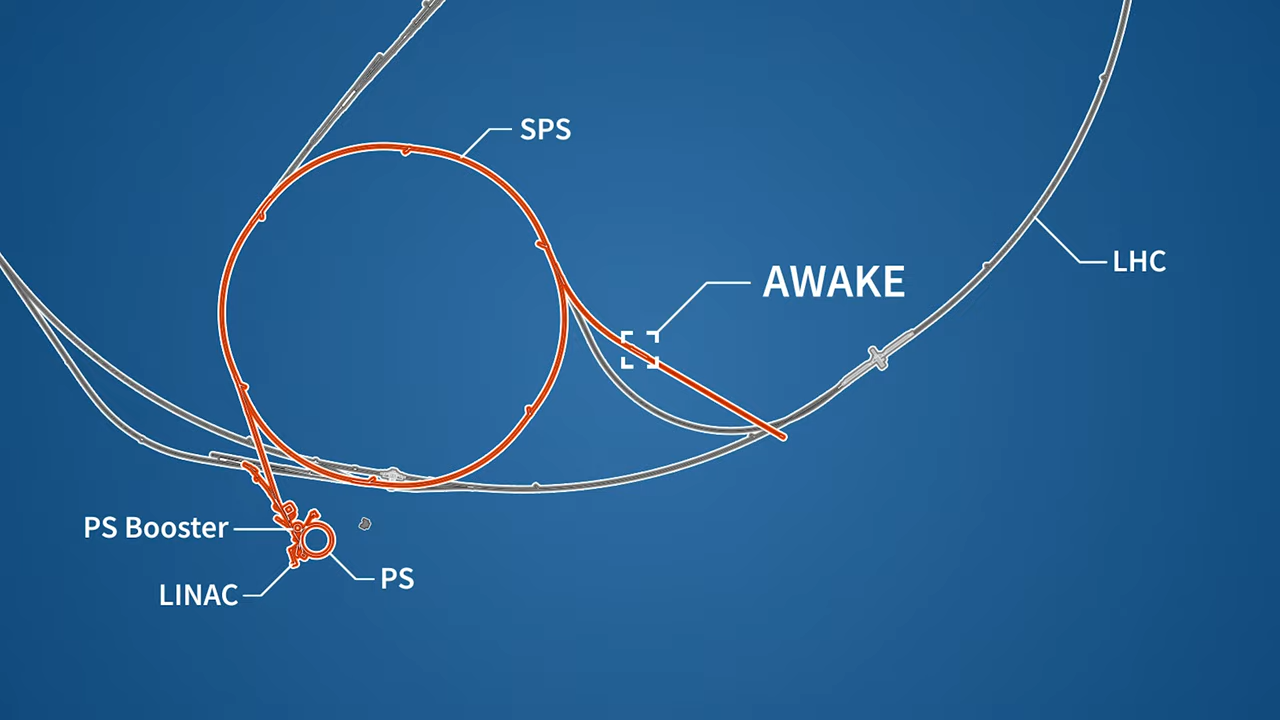 SPS
LHC
AWAKE
PS Booster
PS
LINAC